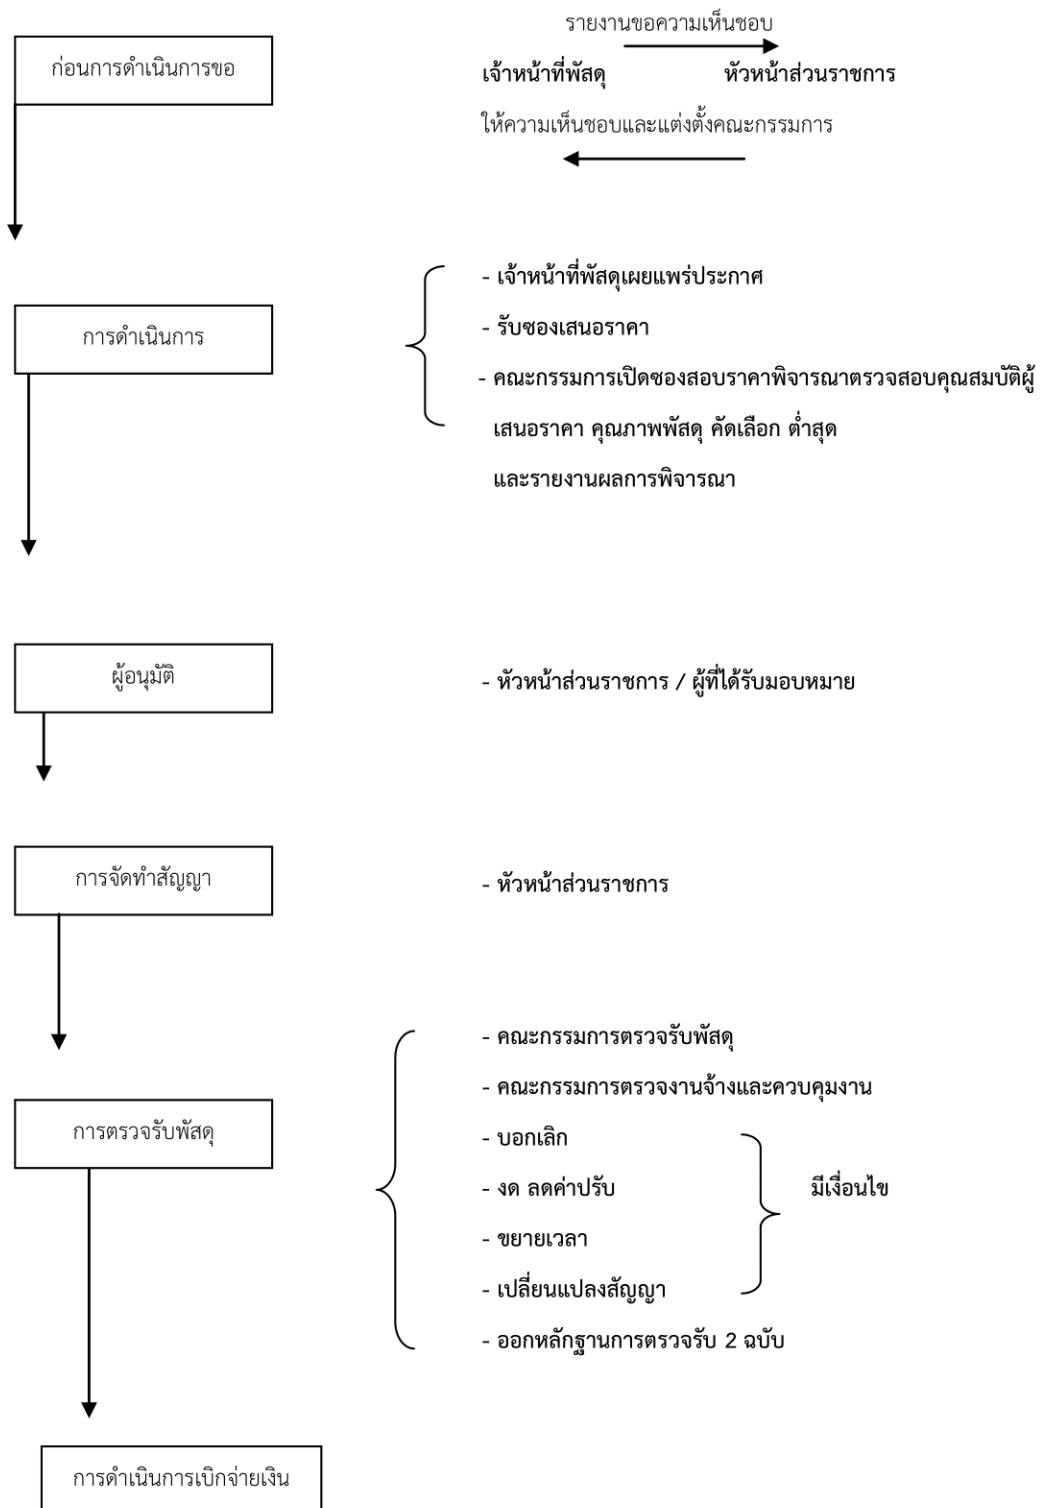 รายงานขอความเห็นชอบ
ก่อนการดำเนินการขอ
เจ้าหน้าที่พัสดุ หัวหน้าส่วนราชการ
ให้ความเห็นชอบและแต่งตั้งคณะกรรมการ
การดำเนินการ
- เจ้าหน้าที่พัสดุเผยแพร่ประกาศ
- รับซองเสนอราคา
- คณะกรรมการเปิดซองสอบราคาพิจารณาตรวจสอบคุณสมบัติผู้
เสนอราคา คุณภาพพัสดุ คัดเลือก ต่ำสุด
และรายงานผลการพิจารณา
ผู้อนุมัติ
- หัวหน้าส่วนราชการ / ผู้ที่ได้รับมอบหมาย
การจัดทำสัญญา
- หัวหน้าส่วนราชการ
การตรวจรับพัสดุ
- คณะกรรมการตรวจรับพัสดุ
- คณะกรรมการตรวจงานจ้างและควบคุมงาน
- บอกเลิก
- งด ลดค่าปรับ
- ขยายเวลา
- เปลี่ยนแปลงสัญญา
มีเงื่อนไข
- ออกหลักฐานการตรวจรับ 2 ฉบับ
การดำเนินการเบิกจ่ายเงิน